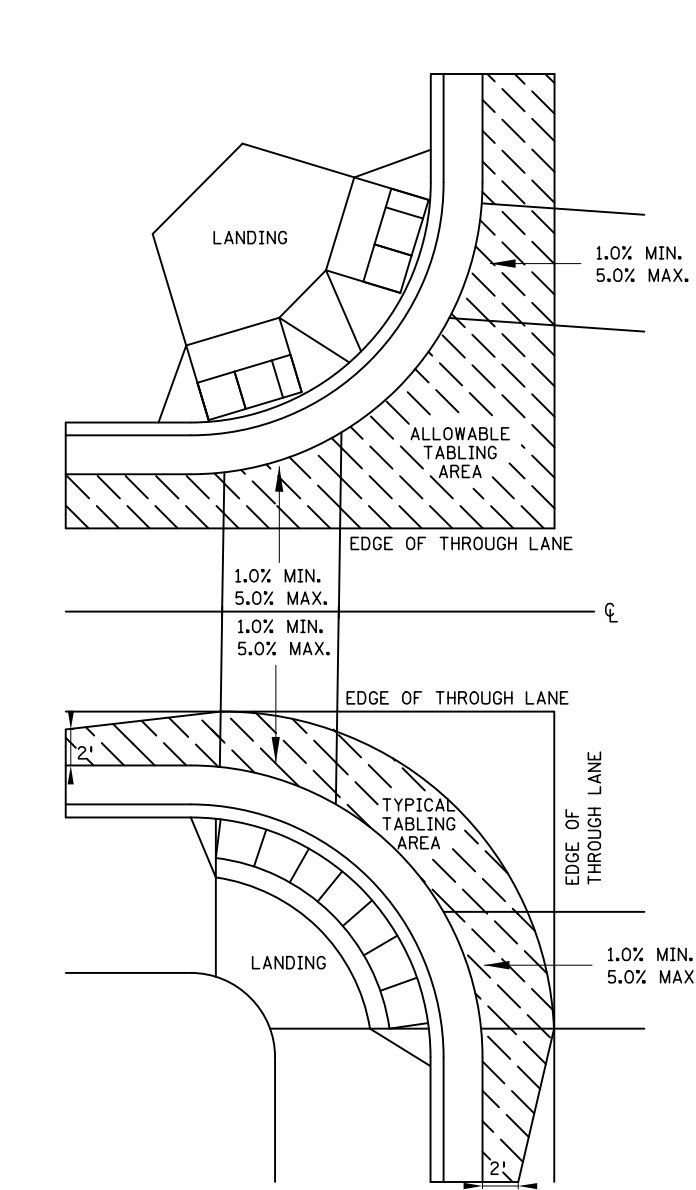 LANDING
1.0% MIN.
5.0% MAX.
ALLOWABLE
TABLING
AREA
EDGE OF THROUGH LANE
1.0% MIN.
5.0% MAX.
℄
1.0% MIN.
5.0% MAX.
EDGE OF THROUGH LANE
2'
EDGE OF
THROUGH LANE
TYPICAL
TABLING
AREA
LANDING
1.0% MIN.
5.0% MAX
2'